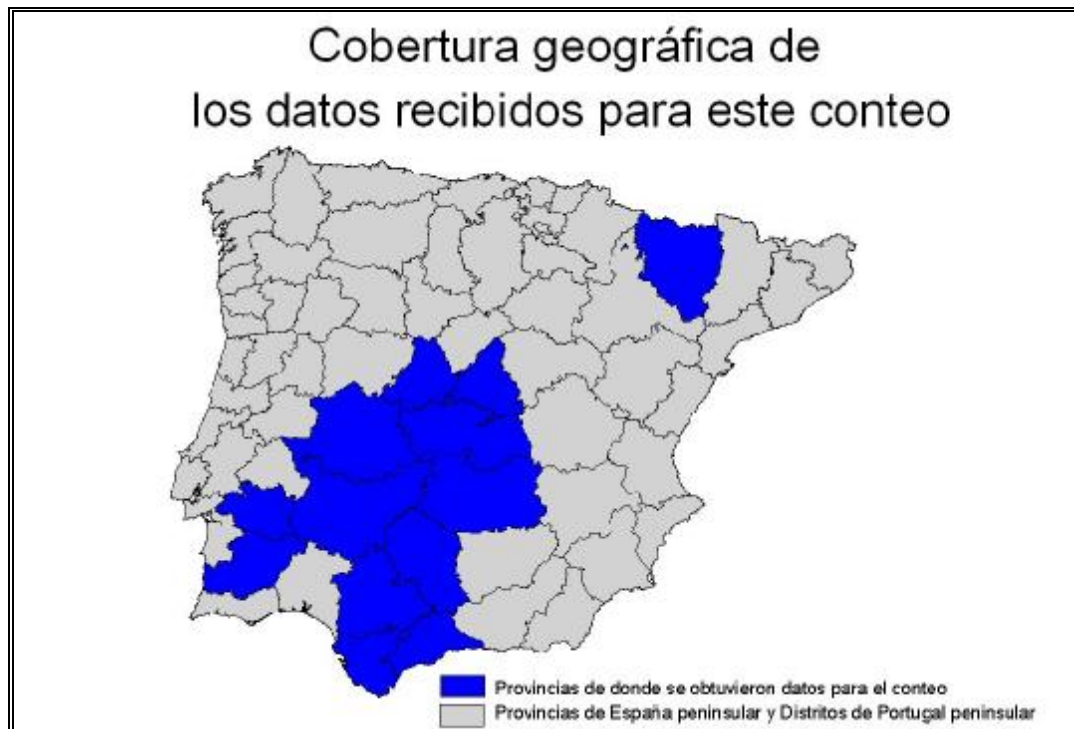 Cobertura geográfica de
los datos recibidos para este conteo
Provincias de donde se obtuvieron datos para el conteo
Provincias de España peninsular y Distritos de Portugal peninsular